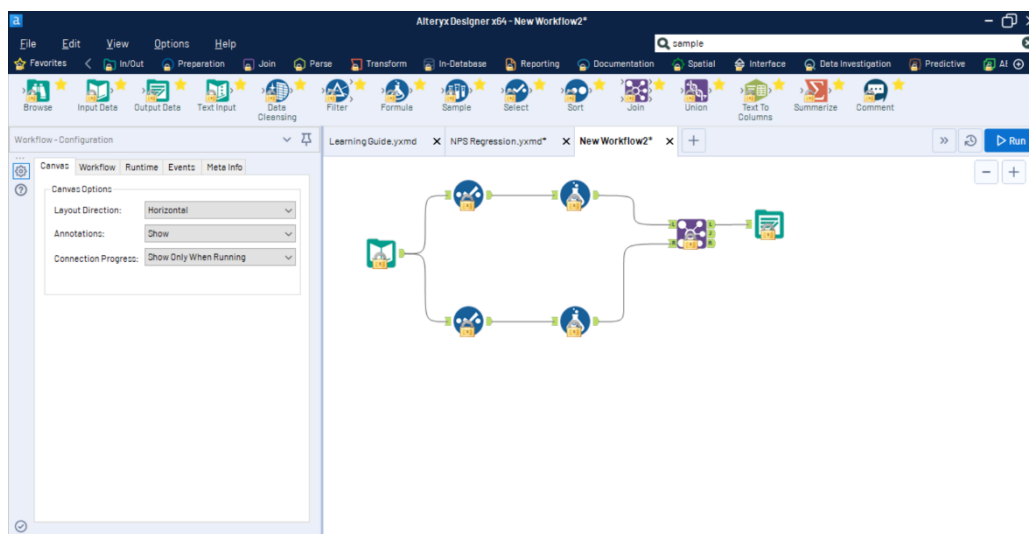 a Alteryx Designer x64 - New Workflow2*
File Edit View Options Help sample
Favorites In/Out Preparation Join Parse Transform In-Database Reporting Documentation Spatial Interface Data Investigation Predictive AI
Browse Input Data Output Data Text Input Data Cleansing Filter Formula Sample Select Sort Join Union Text To Columns Summarize Comment
Workflow - Configuration Learning Guide.yxmd NPS Regression.yxmd* New Workflow2* Run
Canvas Workflow Runtime Events Meta Info
Canvas Options
Layout Direction: Horizontal
Annotations: Show
Connection Progress: Show Only When Running
L L
J
R R